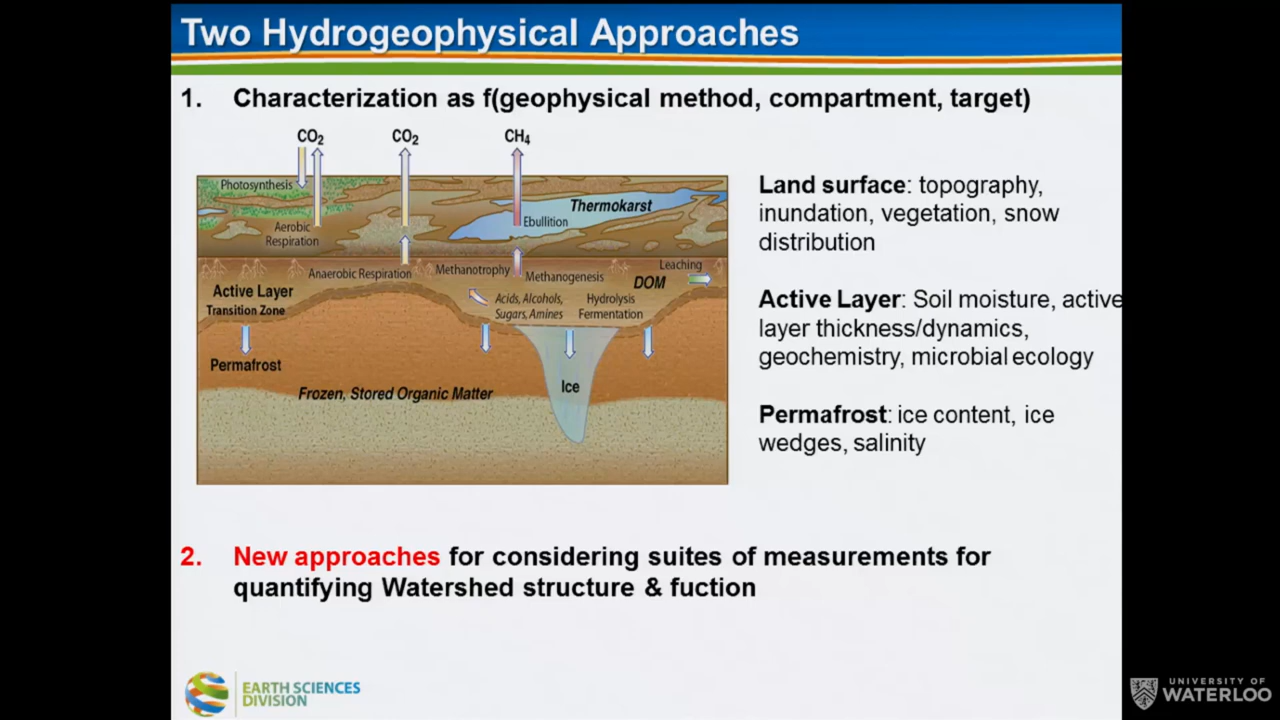 Two Hydrogeophysical Approaches
1. Characterization as f(geophysical method, compartment, target)
CO2
CO2
CH4
Photosynthesis
Aerobic
Respiration
Thermokarst
Ebullition
Anaerobic Respiration
Methanotrophy
Methanogenesis
Leaching
DOM
Active Layer
Transition Zone
Acids, Alcohols,
Sugars, Amines
Hydrolysis
Fermentation
Permafrost
Ice
Frozen, Stored Organic Matter
Land surface: topography,
inundation, vegetation, snow
distribution
Active Layer: Soil moisture, active
layer thickness/dynamics,
geochemistry, microbial ecology
Permafrost: ice content, ice
wedges, salinity
2. New approaches for considering suites of measurements for
quantifying Watershed structure & fuction
EARTH SCIENCES
DIVISION
UNIVERSITY OF
WATERLOO